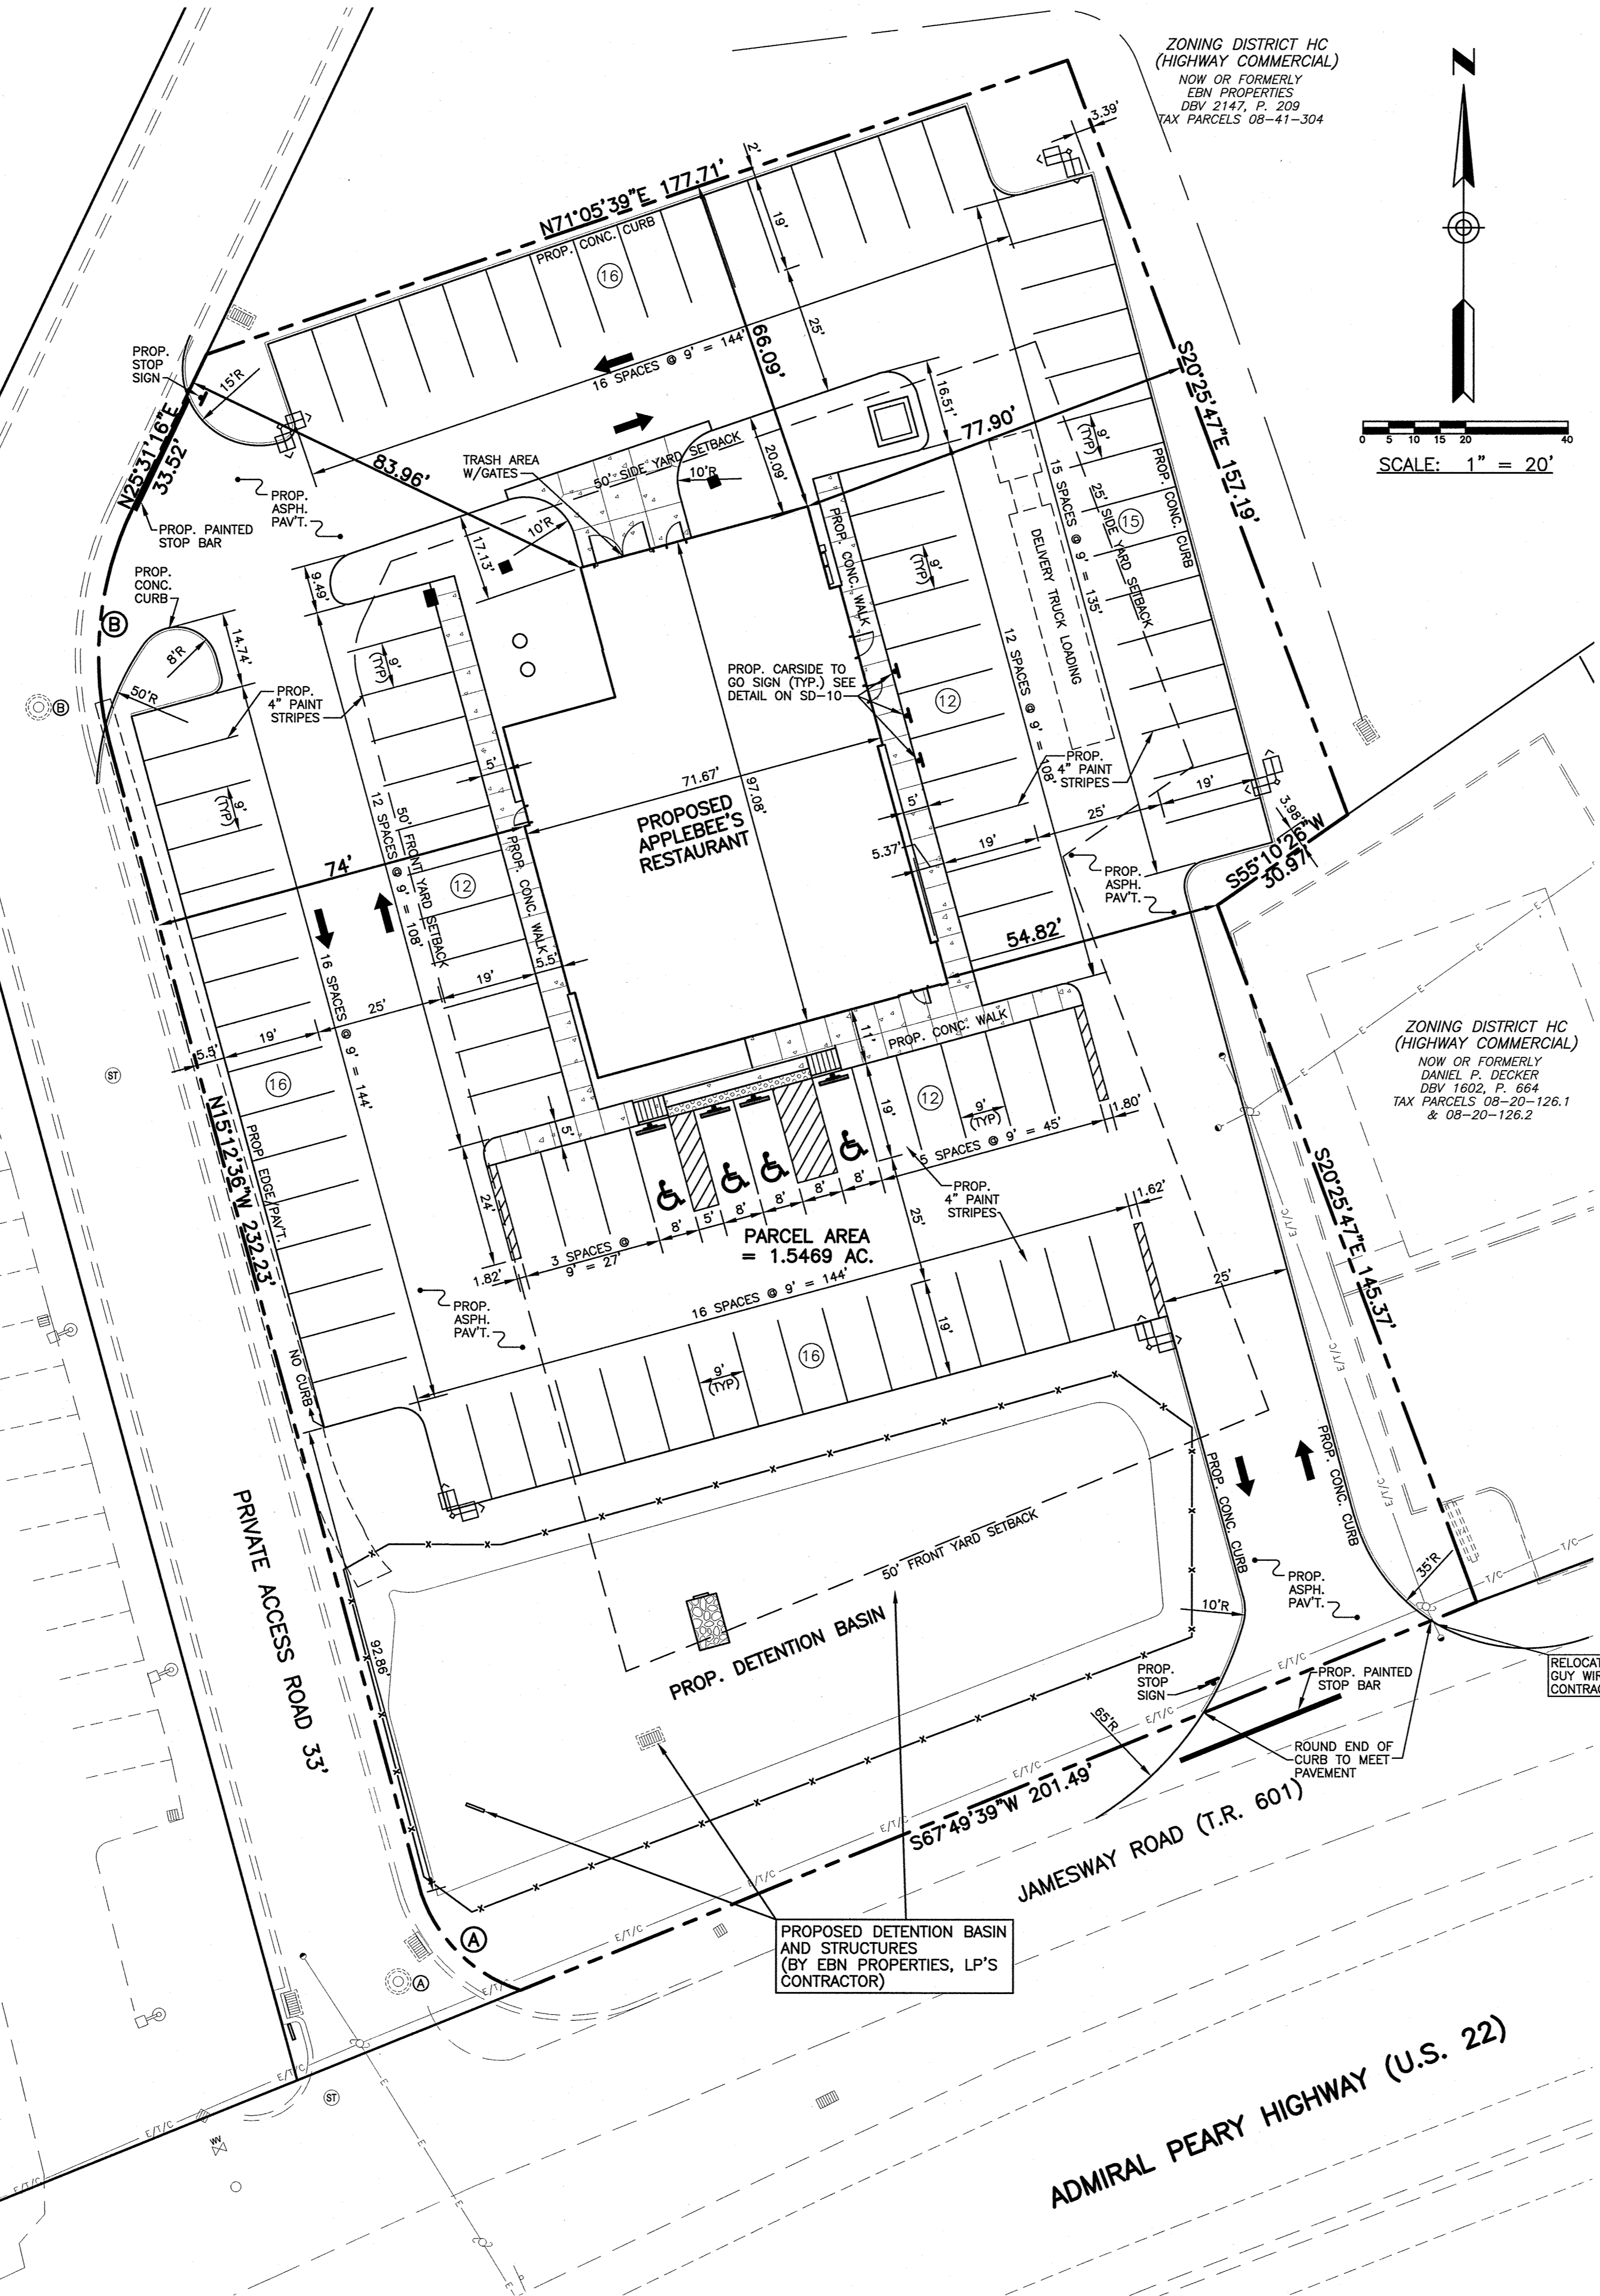 ZONING DISTRICT HC
(HIGHWAY COMMERCIAL)
NOW OR FORMERLY
EBN PROPERTIES
DBV 2147, P. 209
TAX PARCELS 08-41-304
N
0 5 10 15 20 40
SCALE: 1" = 20'
3.39'
2'
N71°05'39"E 177.71'
PROP. CONC. CURB
16
19'
25'
66.09'
16 SPACES @ 9' = 144'
PROP.
STOP
SIGN
15'R
N25°31'16"E
33.52'
83.96'
PROP.
ASPH.
PAV'T.
PROP. PAINTED
STOP BAR
TRASH AREA
W/GATES
50' SIDE YARD SETBACK
10'R
10'R
20.09'
16.51'
77.90'
S20°25'47"E 157.19'
9'
(TYP)
15 SPACES @ 9' = 135'
25' SIDE YARD SETBACK
15
PROP. CONC. CURB
PROP. CONC. WALK
9'
(TYP)
DELIVERY TRUCK LOADING
17.13'
9.49'
PROP.
CONC.
CURB
B
8'R
14.74'
50'R
B
PROP.
4" PAINT
STRIPES
9'
(TYP)
9'
(TYP)
PROP. CARSIDE TO
GO SIGN (TYP.) SEE
DETAIL ON SD-10
12
12 SPACES @ 9' = 108'
PROP.
4" PAINT
STRIPES
5'
71.67'
97.08'
PROPOSED
APPLEBEE'S
RESTAURANT
5'
5.37'
19'
25'
19'
3.98'
S55°10'26"W
30.97'
PROP.
ASPH.
PAV'T.
12 SPACES @ 9' = 108'
50' FRONT YARD SETBACK
74'
12
PROP. CONC. WALK
54.82'
19'
5.5'
25'
19'
5.5'
16 SPACES @ 9' = 144'
16
ST
11'
PROP. CONC. WALK
12
19'
9'
(TYP)
1.80'
5 SPACES @ 9' = 45'
ZONING DISTRICT HC
(HIGHWAY COMMERCIAL)
NOW OR FORMERLY
DANIEL P. DECKER
DBV 1602, P. 664
TAX PARCELS 08-20-126.1
& 08-20-126.2
N15°12'36"W 232.23'
PROP. EDGE/PAV'T.
NO CURB
5'
24'
1.82'
3 SPACES @
9' = 27'
8'
5'
8'
8'
8'
8'
PARCEL AREA
= 1.5469 AC.
PROP.
4" PAINT
STRIPES
25'
1.62'
16 SPACES @ 9' = 144'
19'
25'
S20°25'47"E 145.37'
PROP.
ASPH.
PAV'T.
9'
(TYP)
16
PRIVATE ACCESS ROAD 33'
92.86'
PROP. DETENTION BASIN
50' FRONT YARD SETBACK
PROP. CONC. CURB
PROP. CONC. CURB
10'R
35'R
PROP.
ASPH.
PAV'T.
PROP.
STOP
SIGN
65'R
PROP. PAINTED
STOP BAR
RELOCAT
GUY WIR
CONTRAC
ROUND END OF
CURB TO MEET
PAVEMENT
S67°49'39"W 201.49'
JAMESWAY ROAD (T.R. 601)
PROPOSED DETENTION BASIN
AND STRUCTURES
(BY EBN PROPERTIES, LP'S
CONTRACTOR)
A
A
ST
WV
E/T/C
E/T/C
E/T/C
E/T/C
E/T/C
E/T/C
E/T/C
E/T/C
T/C
T/C
E
E
E
ADMIRAL PEARY HIGHWAY (U.S. 22)